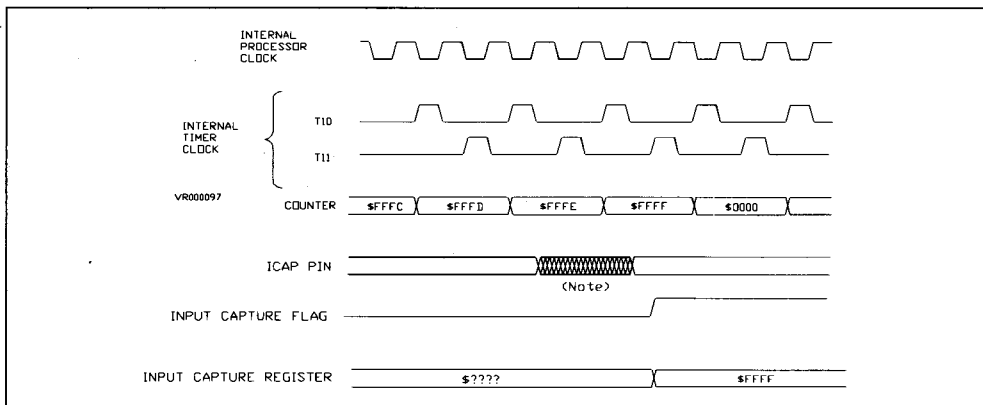 INTERNAL
PROCESSOR
CLOCK
INTERNAL
TIMER
CLOCK
T10
T11
VR000097
COUNTER $FFFC $FFFD $FFFE $FFFF $0000
ICAP PIN
(Note)
INPUT CAPTURE FLAG
INPUT CAPTURE REGISTER $???? $FFFF